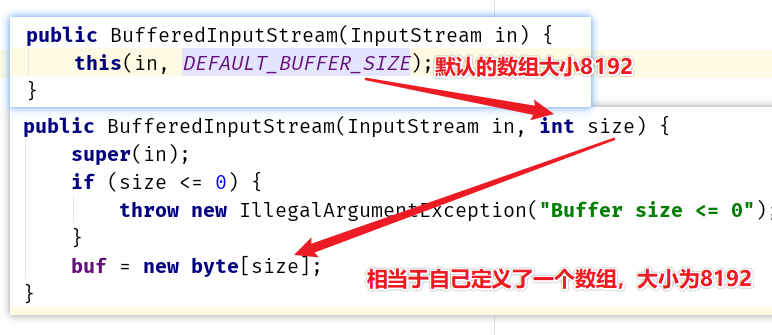 public BufferedInputStream(InputStream in) {
this(in, DEFAULT_BUFFER_SIZE); 默认的数组大小8192
}
public BufferedInputStream(InputStream in, int size) {
super(in);
if (size <= 0) {
throw new IllegalArgumentException("Buffer size <= 0");
}
buf = new byte[size];
相当于自己定义了一个数组，大小为8192
}